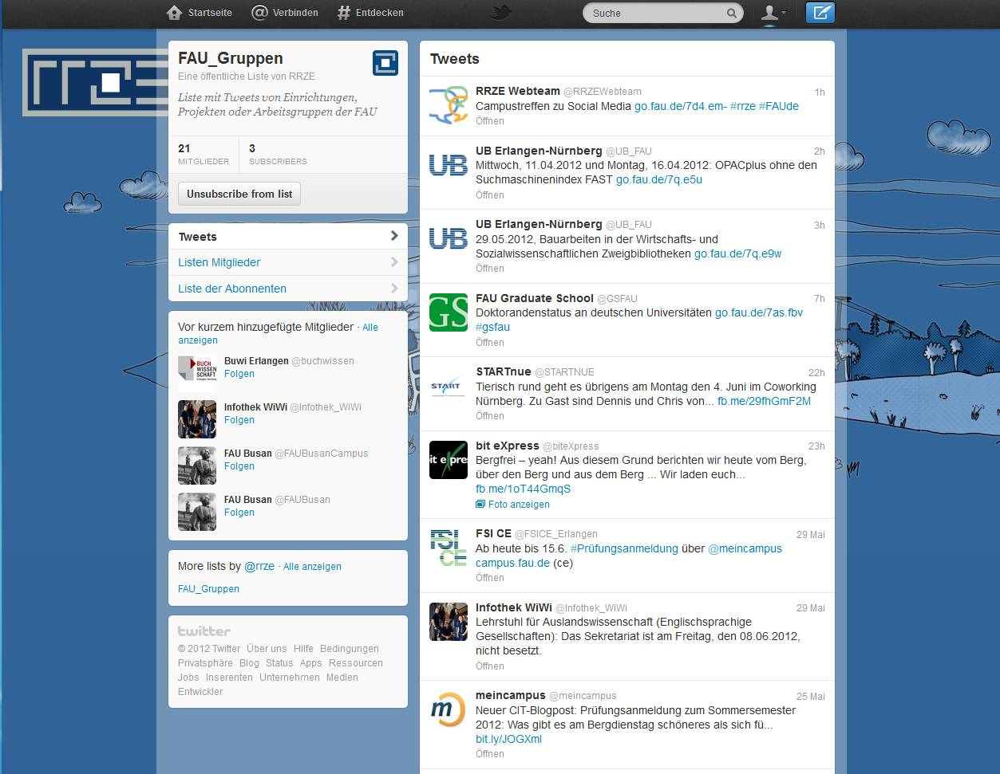 Startseite
Verbinden
Entdecken
Suche
rrze
FAU_Gruppen
Eine öffentliche Liste von RRZE
Liste mit Tweets von Einrichtungen,
Projekten oder Arbeitsgruppen der FAU
21
MITGLIEDER
3
SUBSCRIBERS
Unsubscribe from list
Tweets
Listen Mitglieder
Liste der Abonnenten
Vor kurzem hinzugefügte Mitglieder · Alle
anzeigen
BUCH
WISSEN
SCHAFT
Buwi Erlangen @buchwissen
Folgen
Infothek WiWi @Infothek_WiWi
Folgen
FAU Busan @FAUBusanCampus
Folgen
FAU Busan @FAUBusan
Folgen
More lists by @rrze · Alle anzeigen
FAU_Gruppen
twitter
© 2012 Twitter Über uns Hilfe Bedingungen
Privatsphäre Blog Status Apps Ressourcen
Jobs Inserenten Unternehmen Medien
Entwickler
Tweets
RRZE Webteam @RRZEWebteam 1h
Campustreffen zu Social Media go.fau.de/7d4.em- #rrze #FAUde
Öffnen
UB
UB Erlangen-Nürnberg @UB_FAU 2h
Mittwoch, 11.04.2012 und Montag, 16.04.2012: OPACplus ohne den
Suchmaschinenindex FAST go.fau.de/7q.e5u
Öffnen
UB
UB Erlangen-Nürnberg @UB_FAU 3h
29.05.2012, Bauarbeiten in der Wirtschafts- und
Sozialwissenschaftlichen Zweigbibliotheken go.fau.de/7q.e9w
Öffnen
GS
FAU Graduate School @GSFAU 7h
Doktorandenstatus an deutschen Universitäten go.fau.de/7as.fbv
#gsfau
Öffnen
START
STARTnue @STARTNUE 22h
Tierisch rund geht es übrigens am Montag den 4. Juni im Coworking
Nürnberg. Zu Gast sind Dennis und Chris von... fb.me/29fhGmF2M
Öffnen
bit eXpre
bit eXpress @biteXpress 23h
Bergfrei – yeah! Aus diesem Grund berichten wir heute vom Berg,
über den Berg und aus dem Berg ... Wir laden euch...
fb.me/1oT44GmqS
Foto anzeigen
FSI
CE
FSI CE @FSICE_Erlangen 29 Mai
Ab heute bis 15.6. #Prüfungsanmeldung über @meincampus
campus.fau.de (ce)
Öffnen
Infothek WiWi @Infothek_WiWi 29 Mai
Lehrstuhl für Auslandswissenschaft (Englischsprachige
Gesellschaften): Das Sekretariat ist am Freitag, den 08.06.2012,
nicht besetzt.
Öffnen
m
meincampus @meincampus 25 Mai
Neuer CIT-Blogpost: Prüfungsanmeldung zum Sommersemester
2012: Was gibt es am Bergdienstag schöneres als sich fü...
bit.ly/JOGXml
Öffnen